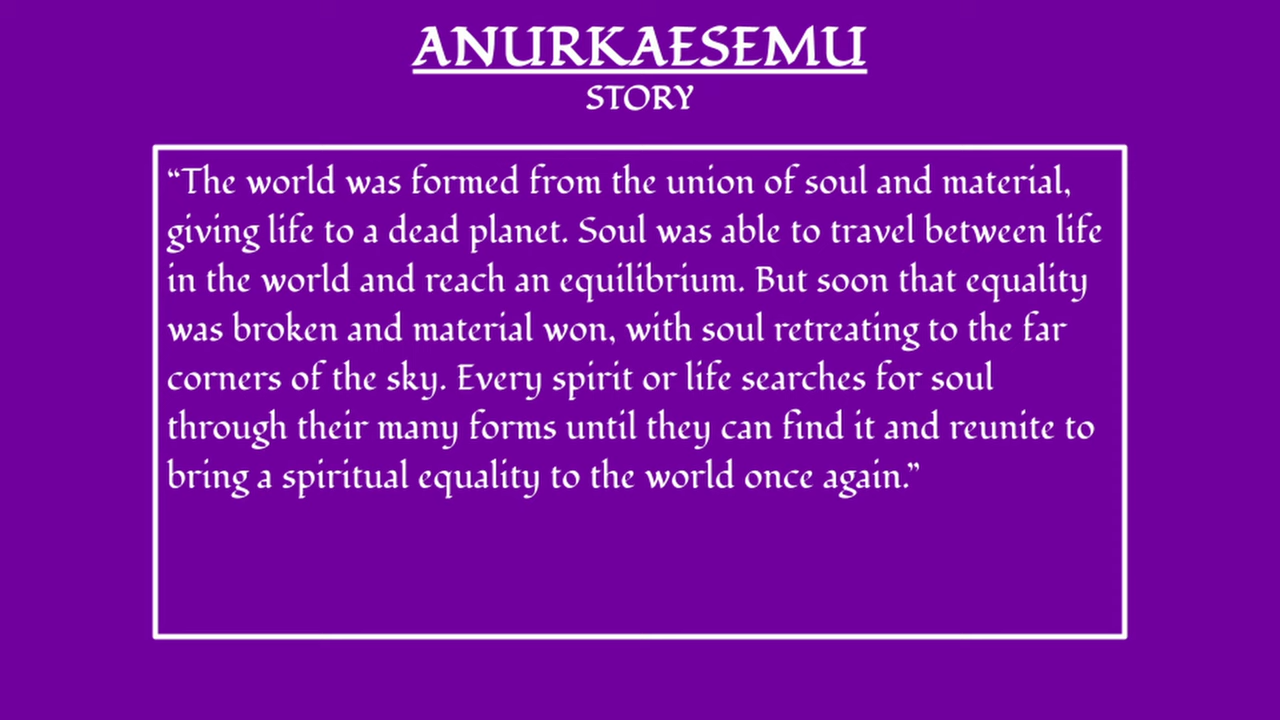 ANURKAESEMU
STORY
“The world was formed from the union of soul and material,
giving life to a dead planet. Soul was able to travel between life
in the world and reach an equilibrium. But soon that equality
was broken and material won, with soul retreating to the far
corners of the sky. Every spirit or life searches for soul
through their many forms until they can find it and reunite to
bring a spiritual equality to the world once again.”